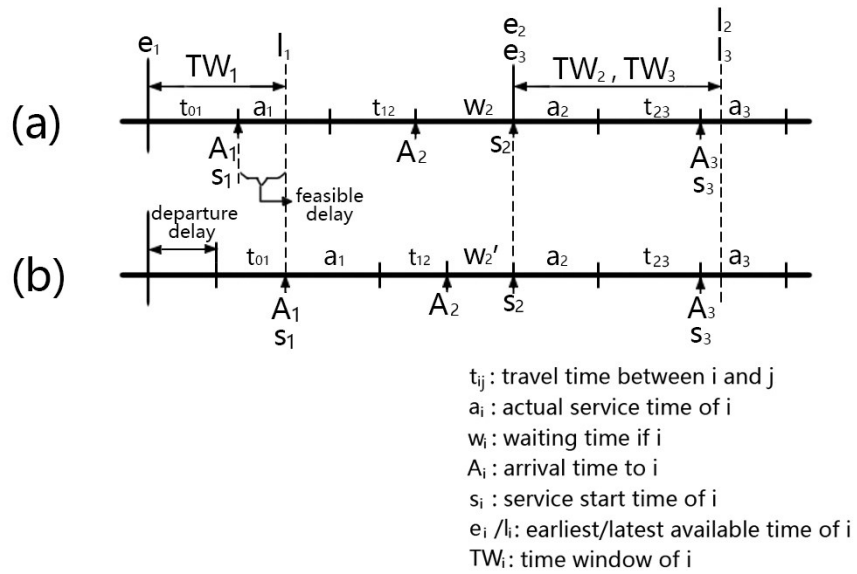 e₁ l₁ e₂ l₂
e₃ l₃
TW₁ TW₂ , TW₃
(a) t₀₁ a₁ t₁₂ w₂ a₂ t₂₃ a₃
A₁ A₂ s₂ A₃
s₁ s₃
feasible
delay
departure
delay
(b) t₀₁ a₁ t₁₂ w₂′ a₂ t₂₃ a₃
A₁ A₂ s₂ A₃
s₁ s₃
tᵢⱼ : travel time between i and j
aᵢ : actual service time of i
wᵢ : waiting time if i
Aᵢ : arrival time to i
sᵢ : service start time of i
eᵢ /lᵢ: earliest/latest available time of i
TWᵢ: time window of i